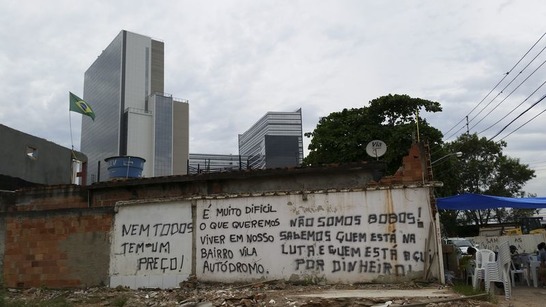 NEM TODOS
TEM UM
PREÇO!
É MUITO DIFÍCIL
O QUE QUEREMOS
VIVER EM NOSSO
BAIRRO VILA
AUTÓDROMO.
NÃO SOMOS BOBOS!
SABEMOS QUEM ESTÁ NA
LUTA E QUEM ESTÁ AQUI
POR DINHEIRO!